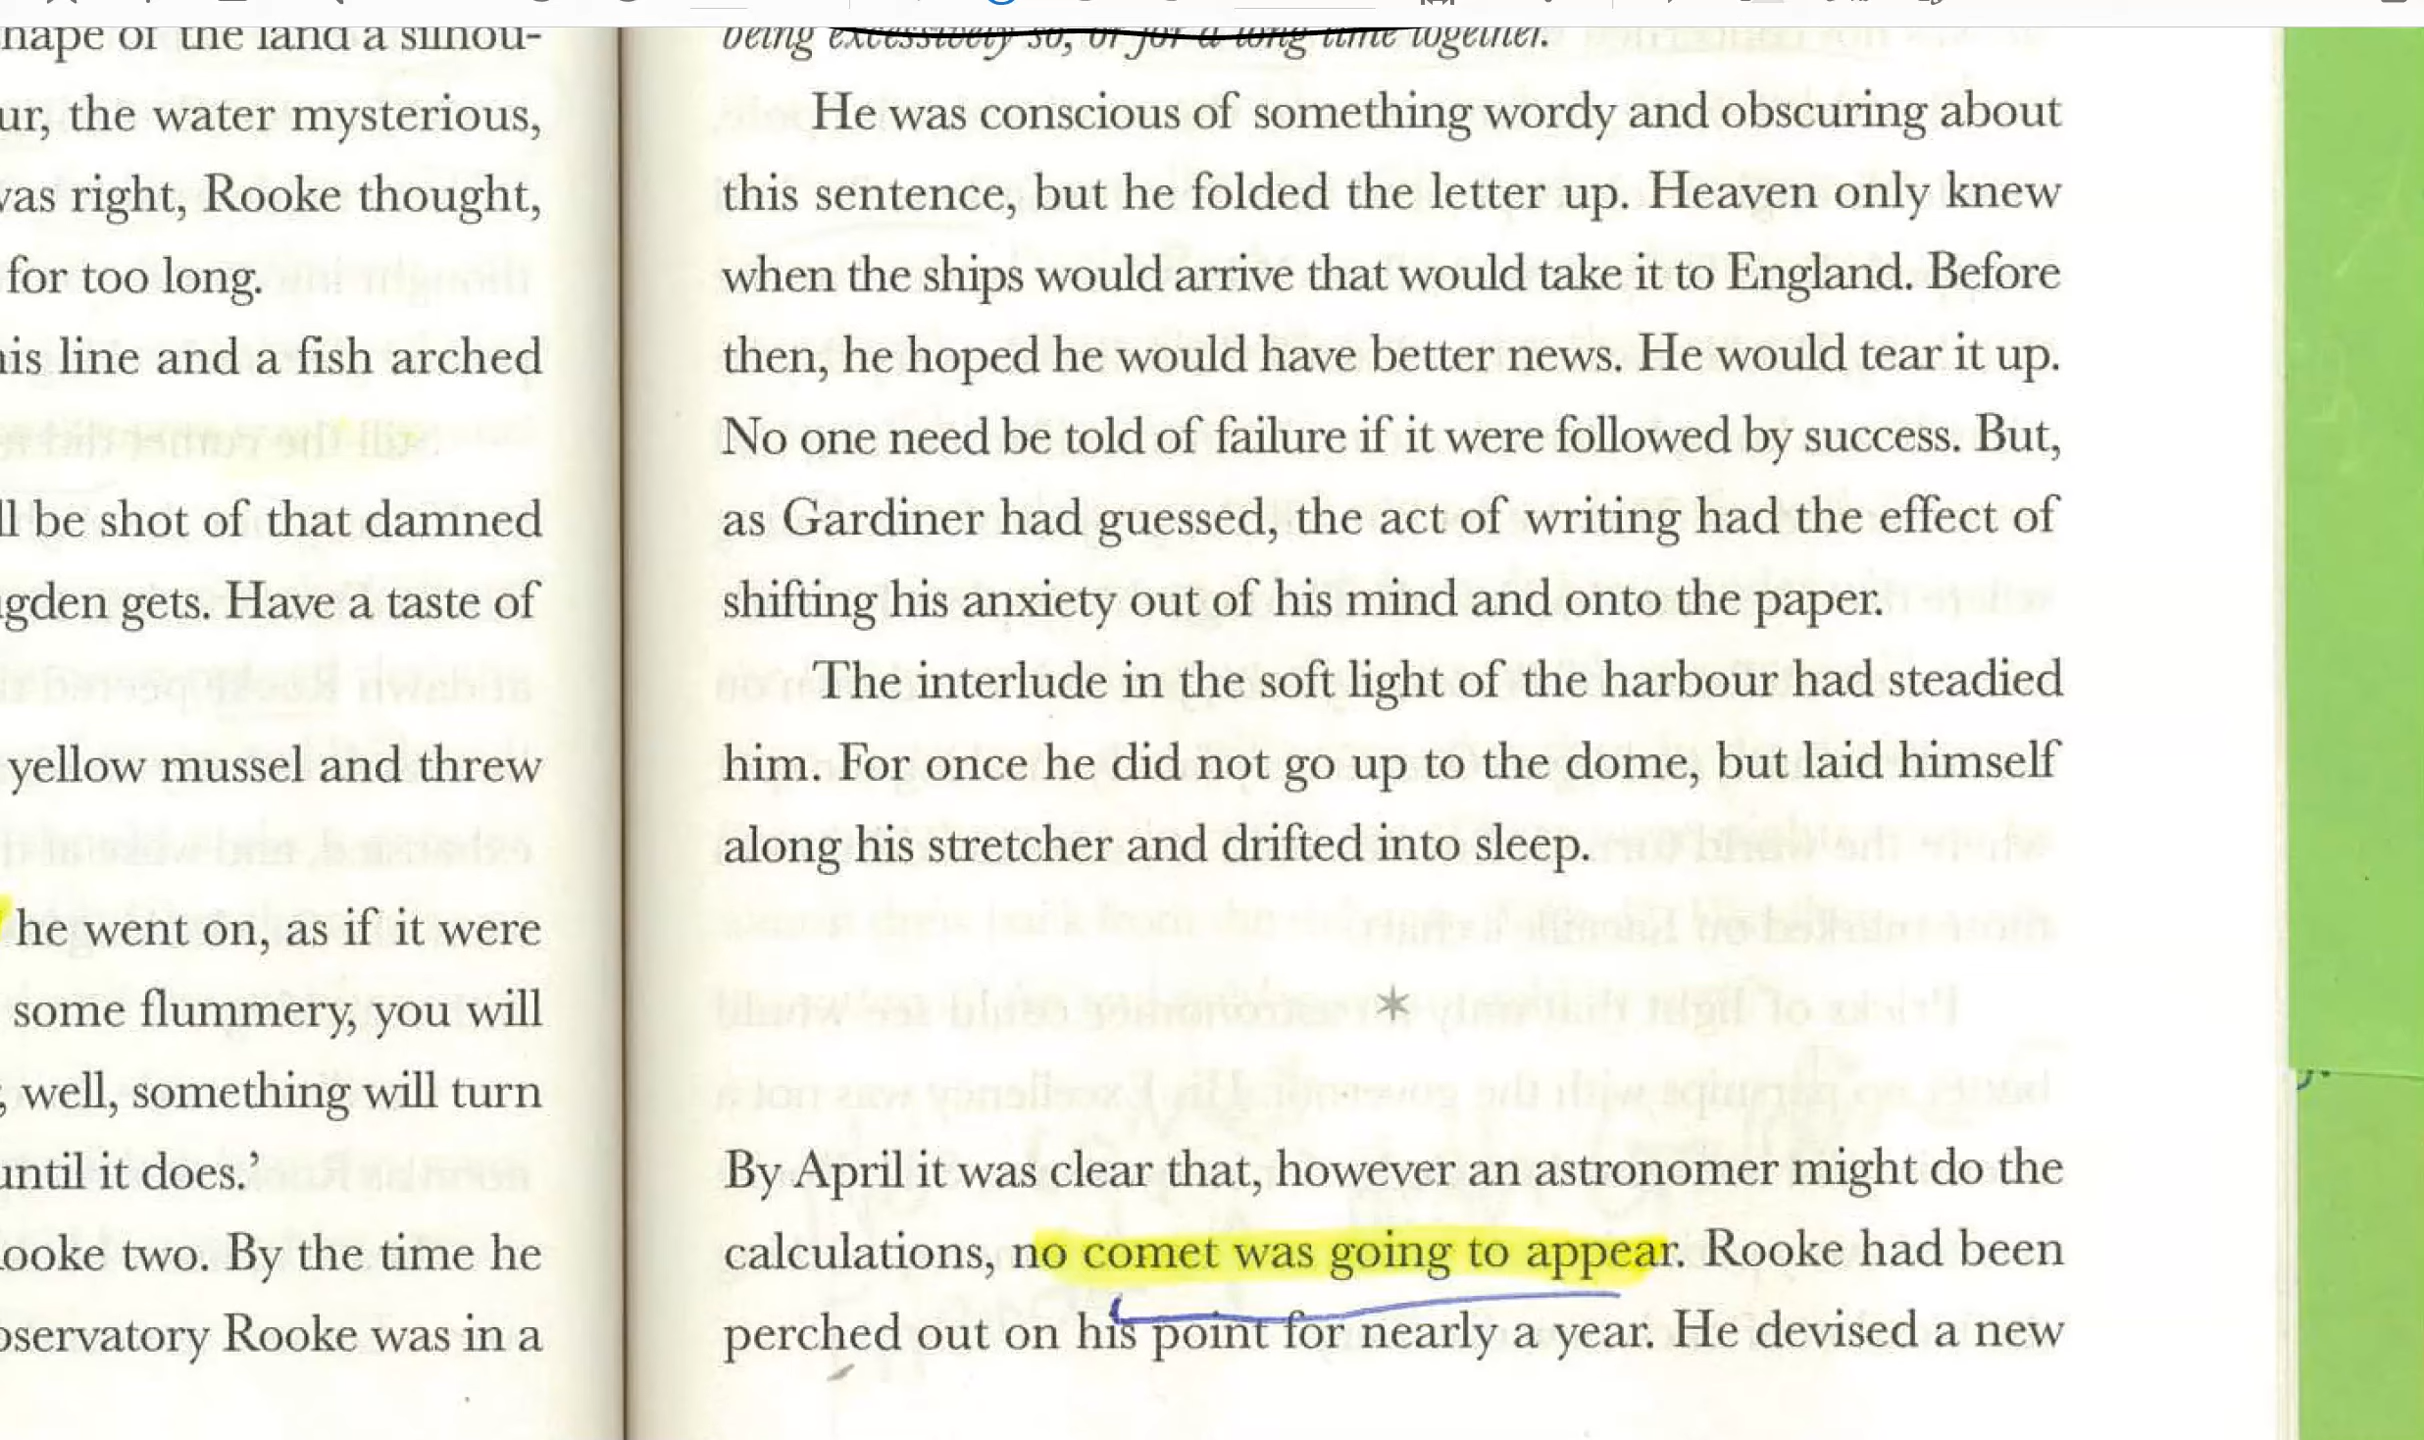 hape of the land a silhou-
ur, the water mysterious,
vas right, Rooke thought,
for too long.
his line and a fish arched
ll be shot of that damned
gden gets. Have a taste of
yellow mussel and threw
he went on, as if it were
some flummery, you will
, well, something will turn
until it does.’
ooke two. By the time he
bservatory Rooke was in a
being excessively so, or for a long time together.
He was conscious of something wordy and obscuring about
this sentence, but he folded the letter up. Heaven only knew
when the ships would arrive that would take it to England. Before
then, he hoped he would have better news. He would tear it up.
No one need be told of failure if it were followed by success. But,
as Gardiner had guessed, the act of writing had the effect of
shifting his anxiety out of his mind and onto the paper.
The interlude in the soft light of the harbour had steadied
him. For once he did not go up to the dome, but laid himself
along his stretcher and drifted into sleep.
*
By April it was clear that, however an astronomer might do the
calculations, no comet was going to appear. Rooke had been
perched out on his point for nearly a year. He devised a new